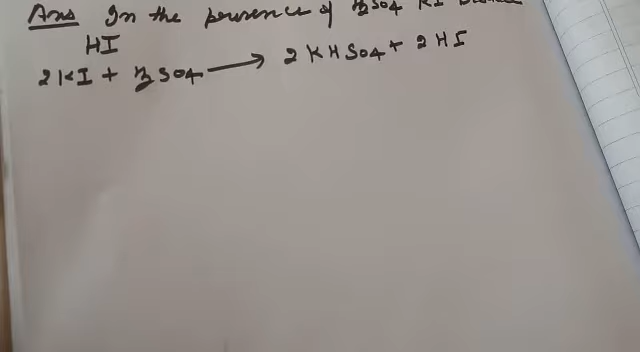 Ans In the presence of H2SO4 KI
HI
2KI + H2SO4 → 2KHSO4 + 2HI